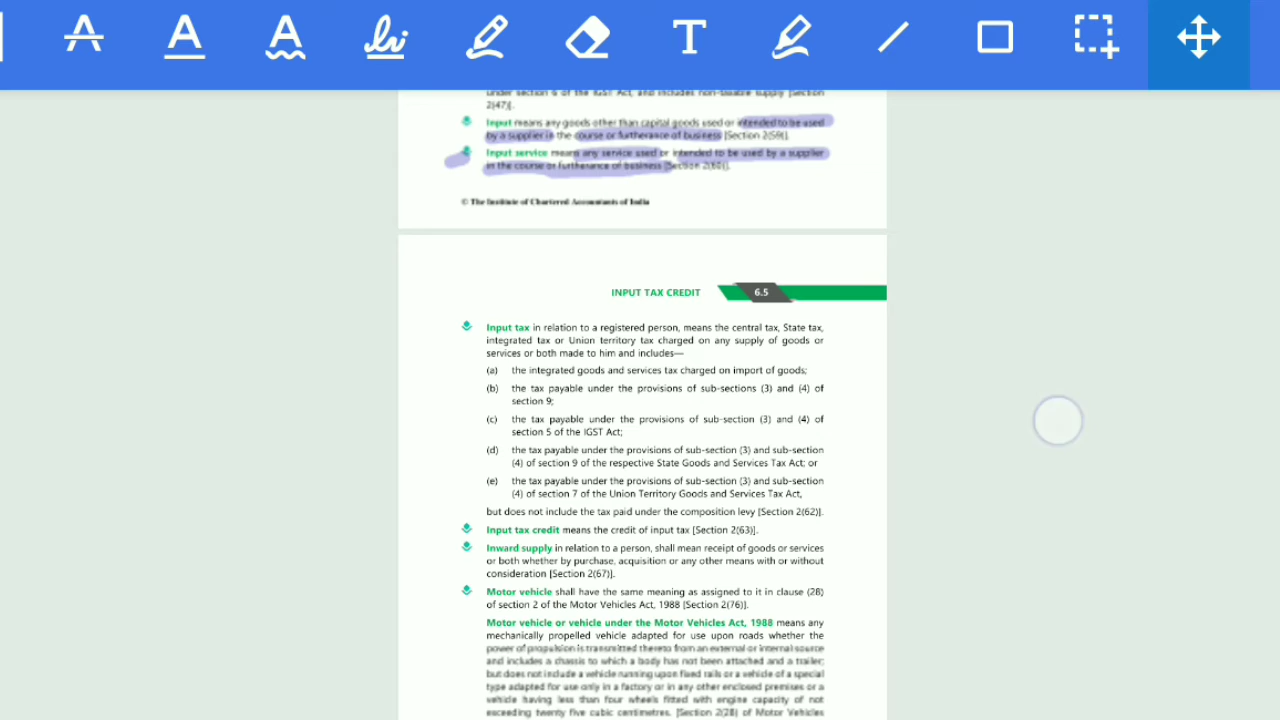 under section 6 of the IGST Act, and includes non-taxable supply [Section
2(47)].
Input means any goods other than capital goods used or intended to be used
by a supplier in the course or furtherance of business [Section 2(59)].
Input service means any service used or intended to be used by a supplier
in the course or furtherance of business [Section 2(60)].
© The Institute of Chartered Accountants of India
INPUT TAX CREDIT 6.5
Input tax in relation to a registered person, means the central tax, State tax,
integrated tax or Union territory tax charged on any supply of goods or
services or both made to him and includes—
(a) the integrated goods and services tax charged on import of goods;
(b) the tax payable under the provisions of sub-sections (3) and (4) of
section 9;
(c) the tax payable under the provisions of sub-section (3) and (4) of
section 5 of the IGST Act;
(d) the tax payable under the provisions of sub-section (3) and sub-section
(4) of section 9 of the respective State Goods and Services Tax Act; or
(e) the tax payable under the provisions of sub-section (3) and sub-section
(4) of section 7 of the Union Territory Goods and Services Tax Act,
but does not include the tax paid under the composition levy [Section 2(62)].
Input tax credit means the credit of input tax [Section 2(63)].
Inward supply in relation to a person, shall mean receipt of goods or services
or both whether by purchase, acquisition or any other means with or without
consideration [Section 2(67)].
Motor vehicle shall have the same meaning as assigned to it in clause (28)
of section 2 of the Motor Vehicles Act, 1988 [Section 2(76)].
Motor vehicle or vehicle under the Motor Vehicles Act, 1988 means any
mechanically propelled vehicle adapted for use upon roads whether the
power of propulsion is transmitted thereto from an external or internal source
and includes a chassis to which a body has not been attached and a trailer;
but does not include a vehicle running upon fixed rails or a vehicle of a special
type adapted for use only in a factory or in any other enclosed premises or a
vehicle having less than four wheels fitted with engine capacity of not
exceeding twenty five cubic centimetres. [Section 2(28) of Motor Vehicles